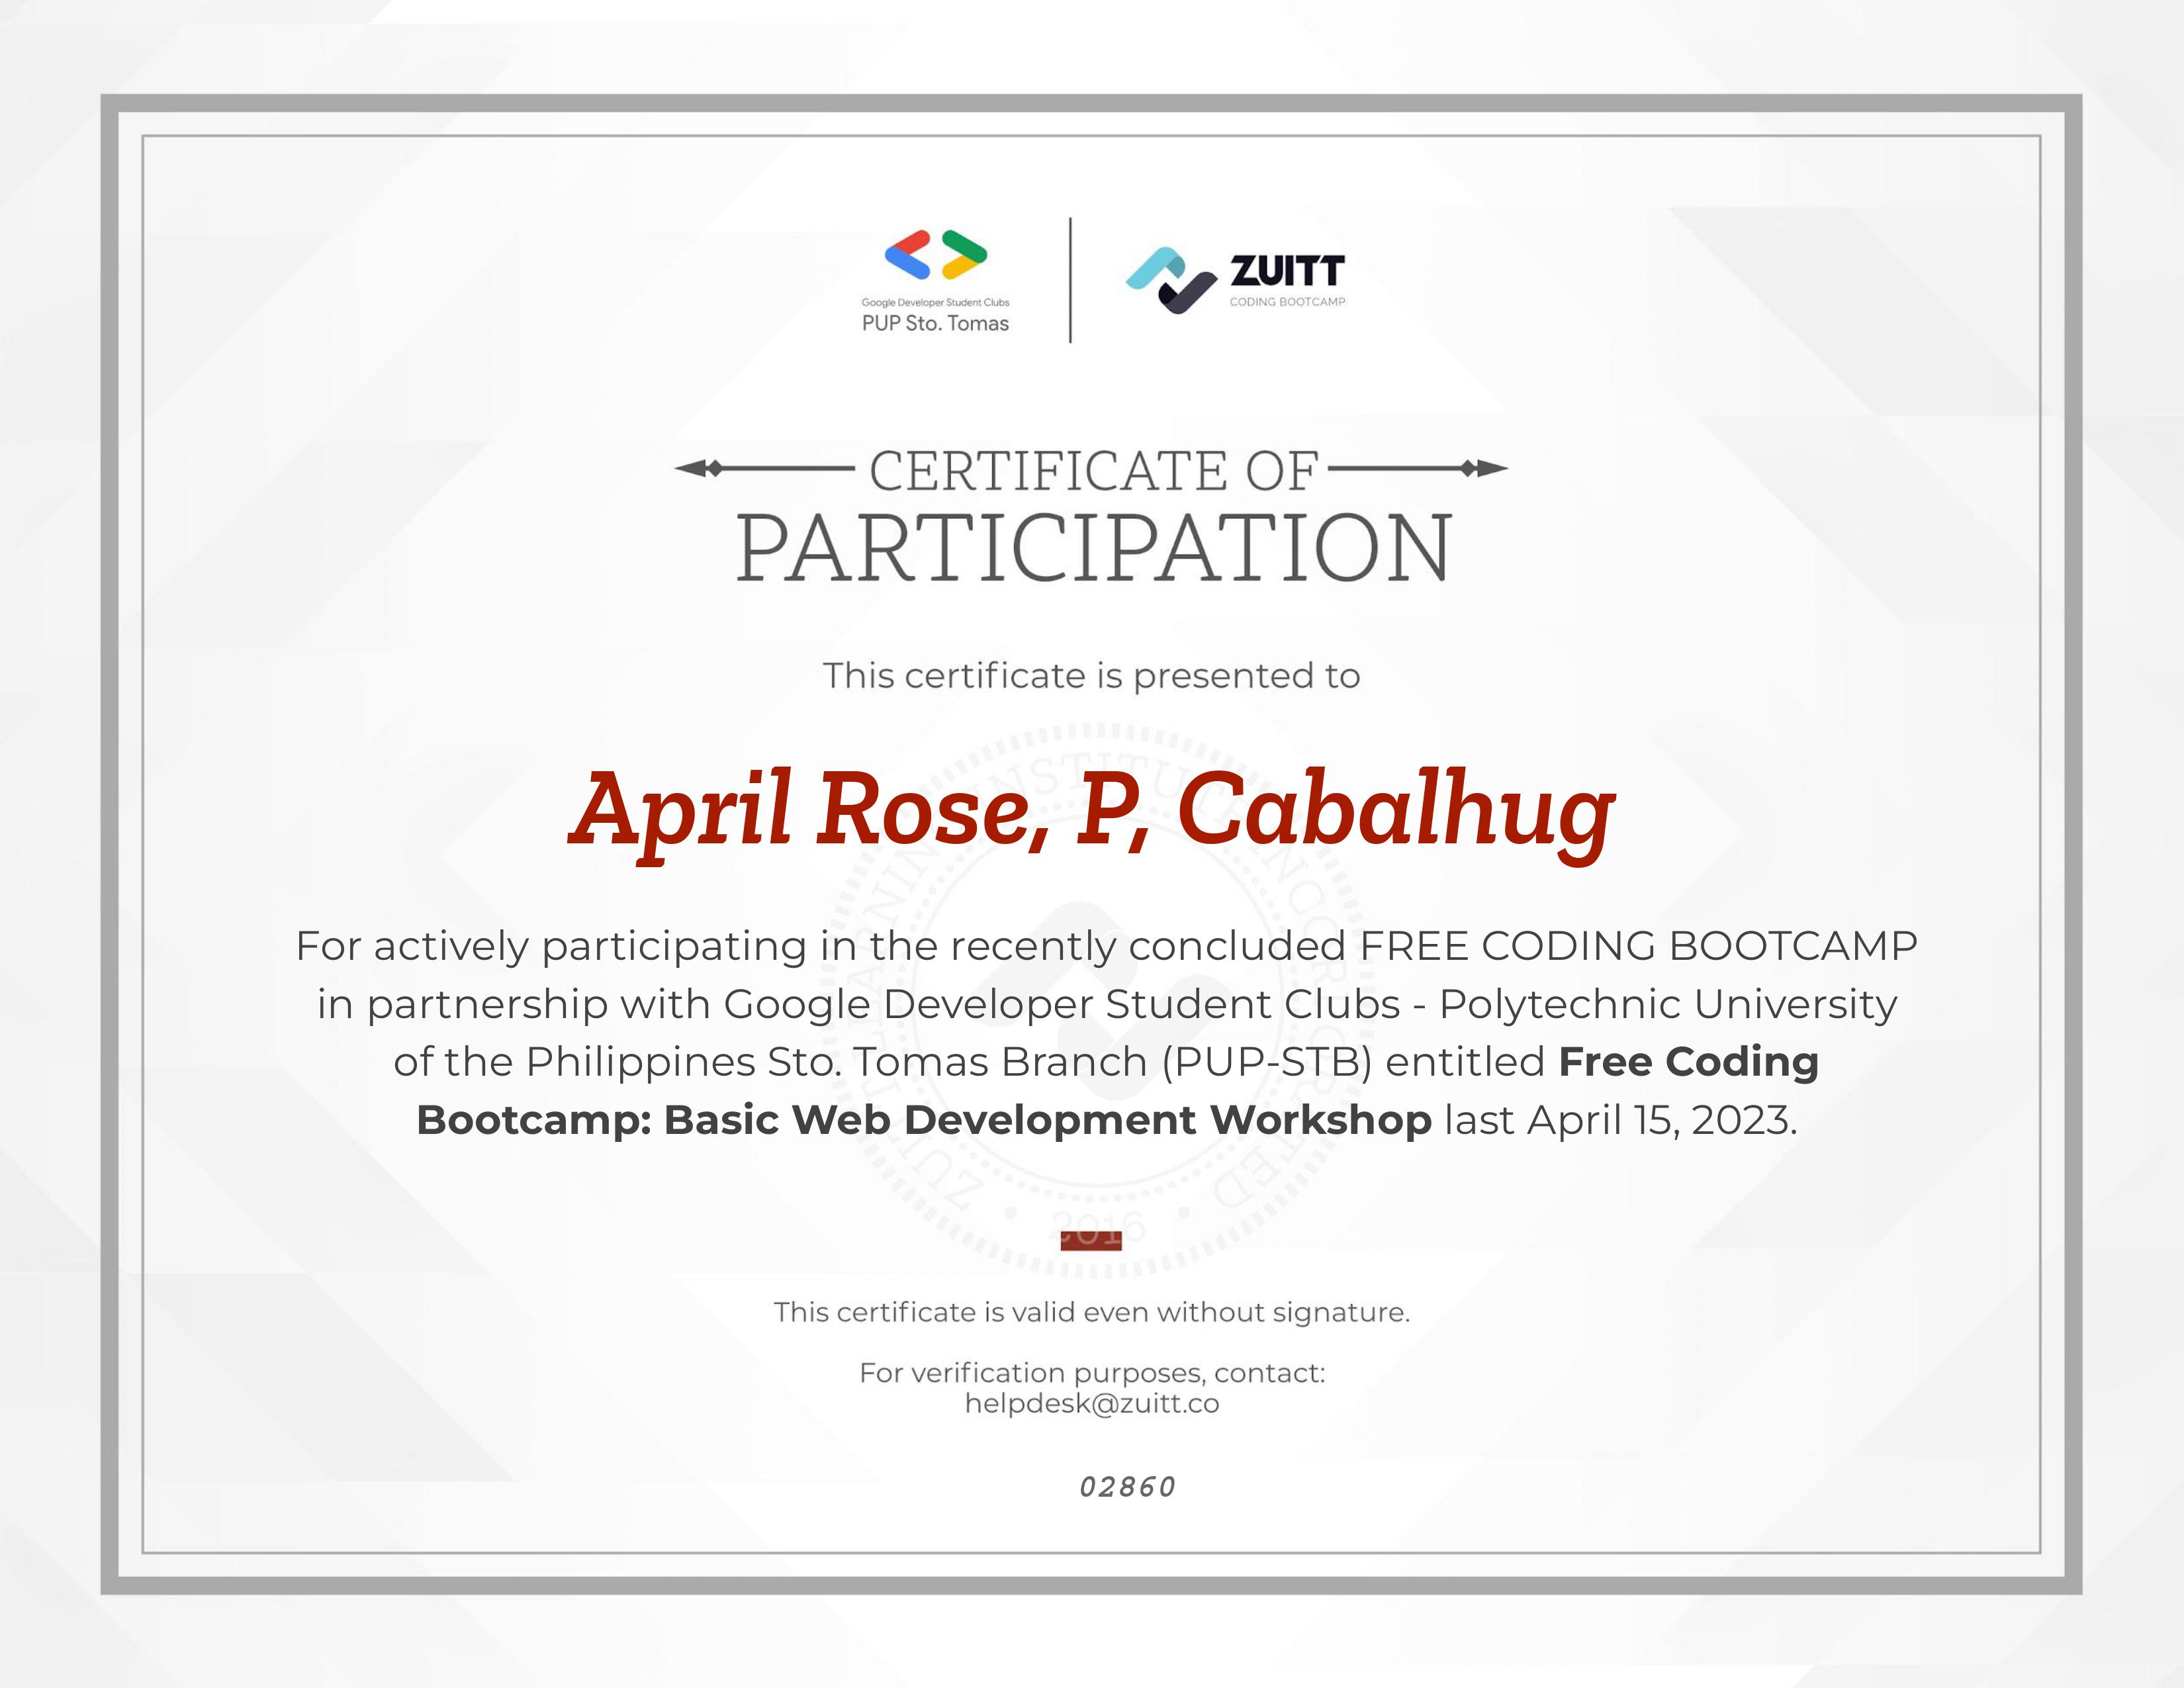 Google Developer Student Clubs
PUP Sto. Tomas
ZUITT
CODING BOOTCAMP
CERTIFICATE OF
PARTICIPATION
This certificate is presented to
April Rose, P, Cabalhug
For actively participating in the recently concluded FREE CODING BOOTCAMP
in partnership with Google Developer Student Clubs - Polytechnic University
of the Philippines Sto. Tomas Branch (PUP-STB) entitled Free Coding
Bootcamp: Basic Web Development Workshop last April 15, 2023.
ZUITT LEARNING INSTITUTE INCORPORATED
2016
This certificate is valid even without signature.
For verification purposes, contact:
helpdesk@zuitt.co
02860